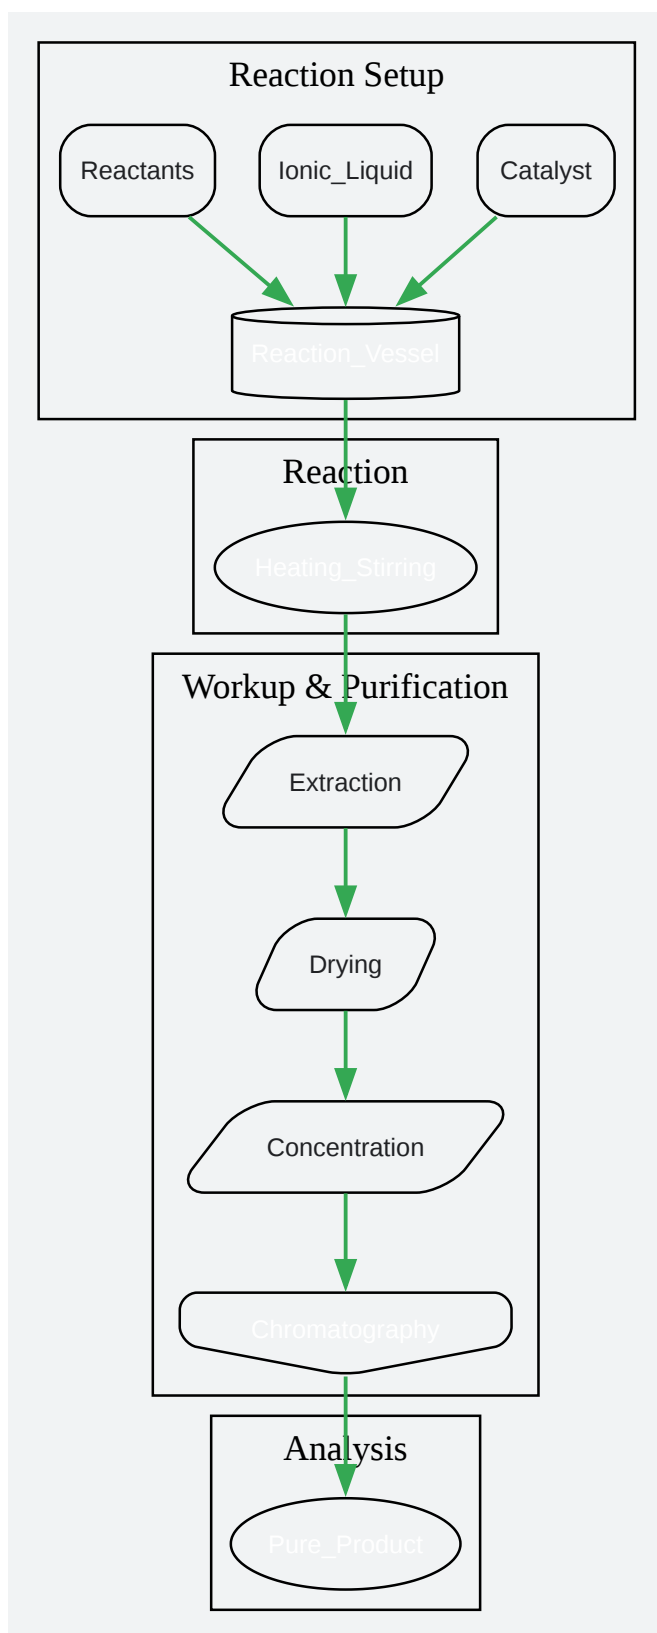 Reaction Setup
Reactants
Ionic_Liquid
Catalyst
Reaction_Vessel
Reaction
Heating_Stirring
Workup & Purification
Extraction
Drying
Concentration
Chromatography
Analysis
Pure_Product